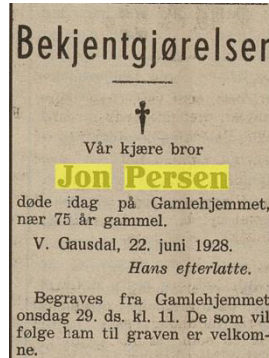 Bekjentgjørelser
Vår kjære bror
Jon Persen
døde idag på Gamlehjemmet,
nær 75 år gammel.
V. Gausdal, 22. juni 1928.
Hans efterlatte.
Begraves fra Gamlehjemmet
onsdag 29. ds. kl. 11. De som vil
følge ham til graven er velkom-
ne.